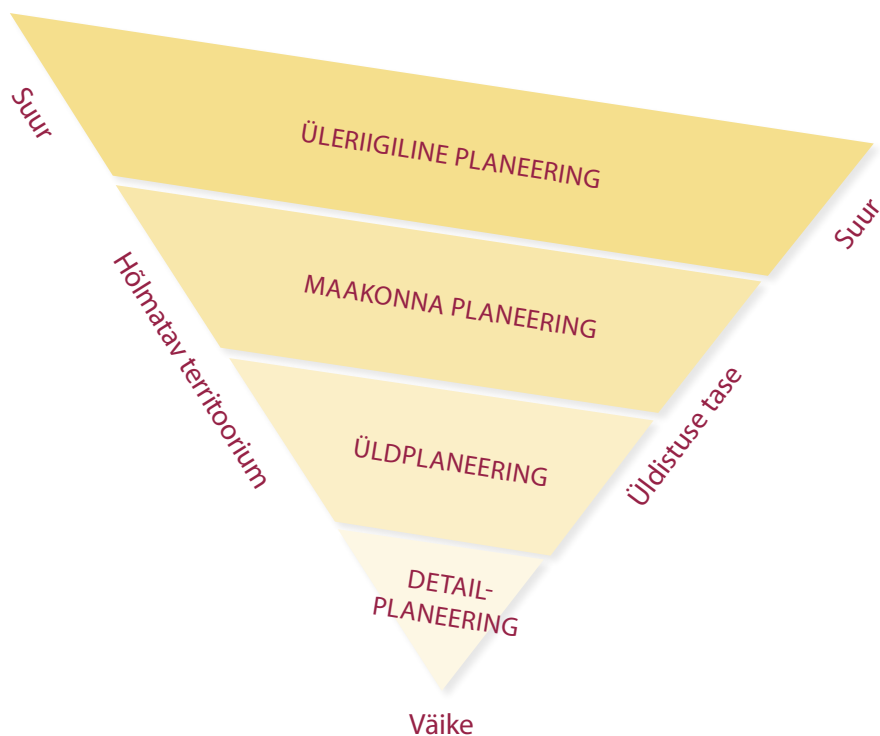 Suur
ÜLERIIGILINE PLANEERING
Suur
MAAKONNA PLANEERING
Hõlmatav territoorium
Üldistuse tase
ÜLDPLANEERING
DETAIL-
PLANEERING
Väike